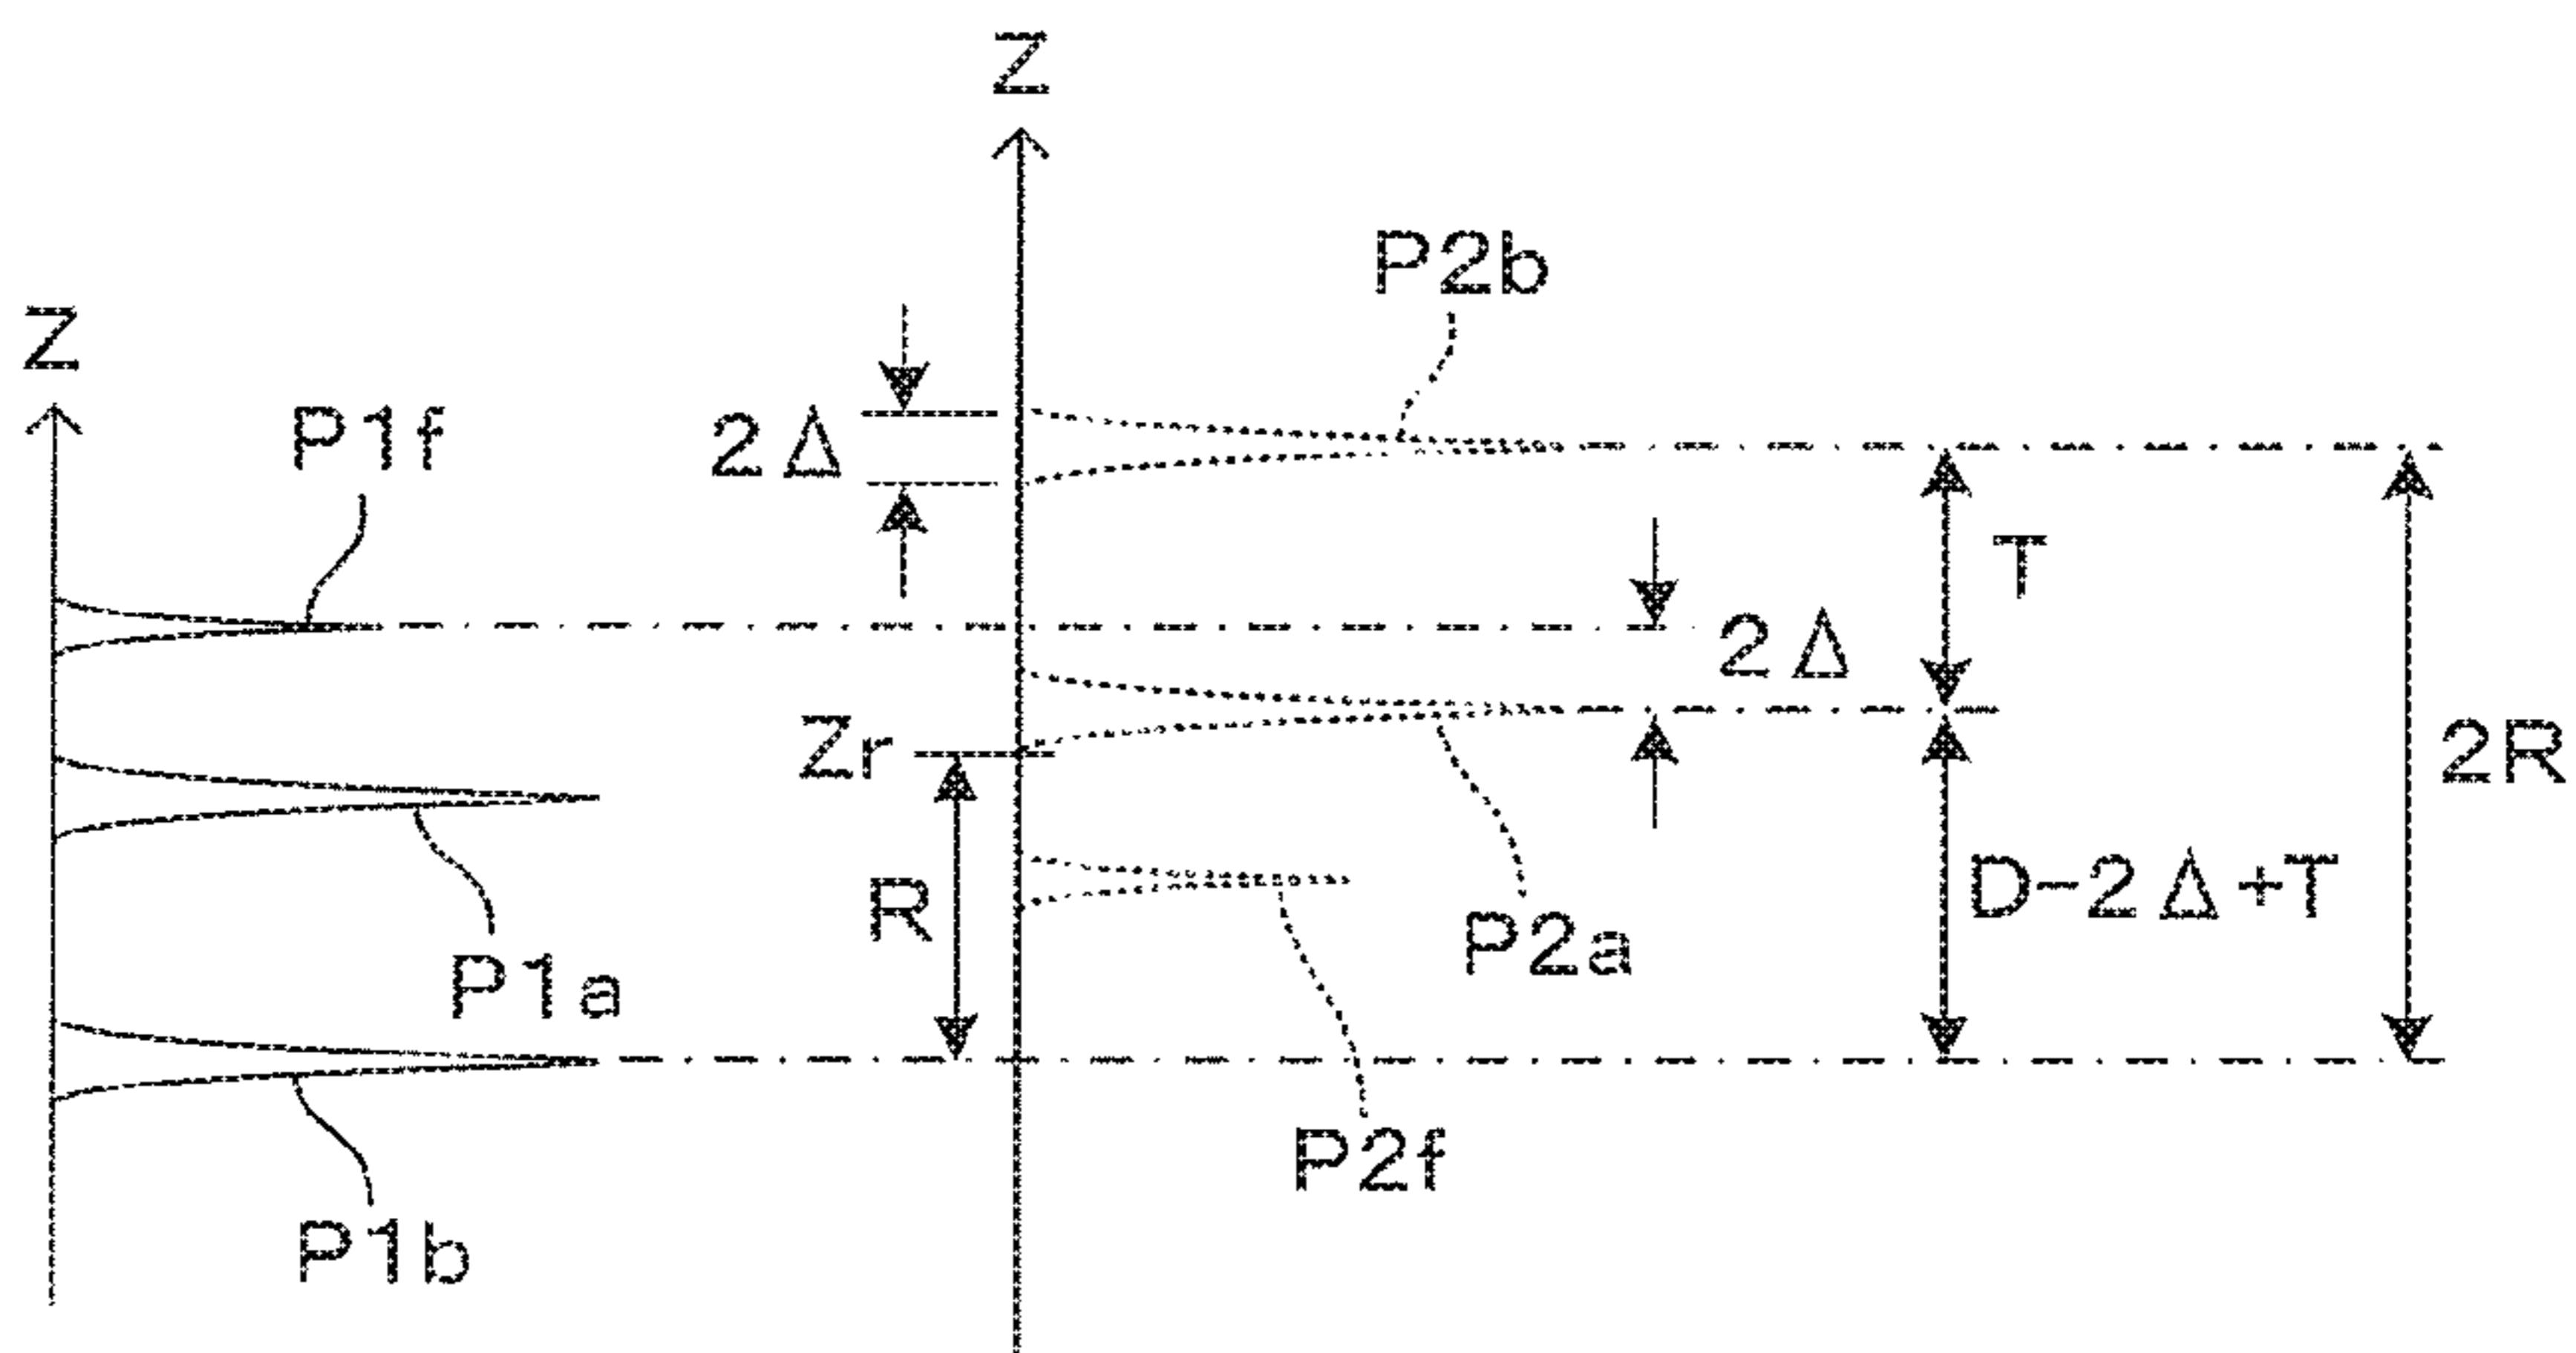 Z
P2b
Z
P1f
2Δ
T
2Δ
Zr
2R
R
D-2Δ+T
P2a
P1a
P2f
P1b